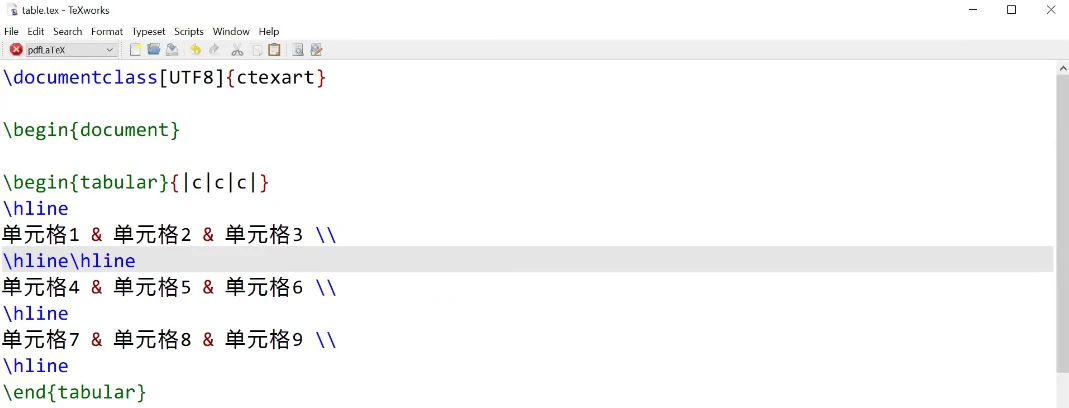 table.tex - TeXworks
File Edit Search Format Typeset Scripts Window Help
pdfLaTeX
\documentclass[UTF8]{ctexart}
\begin{document}
\begin{tabular}{|c|c|c|}
\hline
单元格1 & 单元格2 & 单元格3 \\
\hline\hline
单元格4 & 单元格5 & 单元格6 \\
\hline
单元格7 & 单元格8 & 单元格9 \\
\hline
\end{tabular}